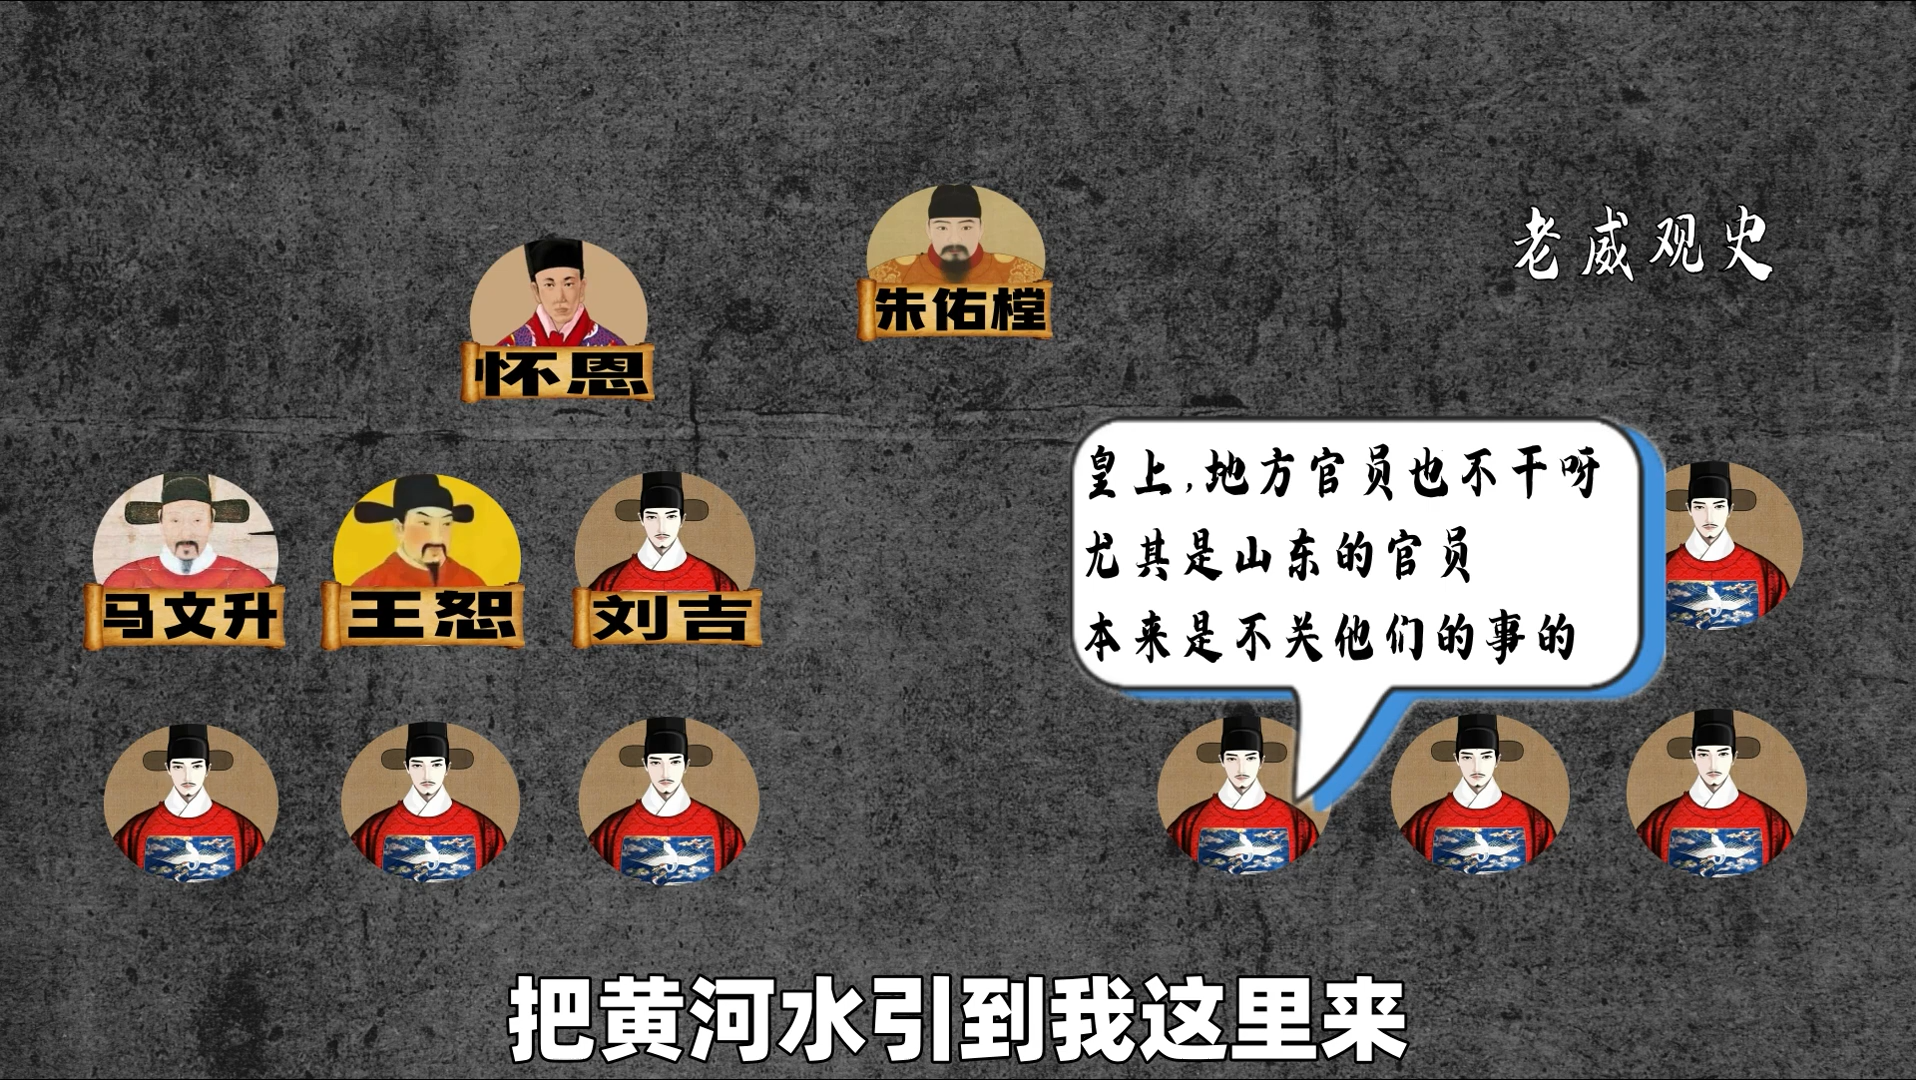 老威观史
朱佑樘
怀恩
皇上,地方官员也不干呀
尤其是山东的官员
本来是不关他们的事的
马文升
王恕
刘吉
把黄河水引到我这里来